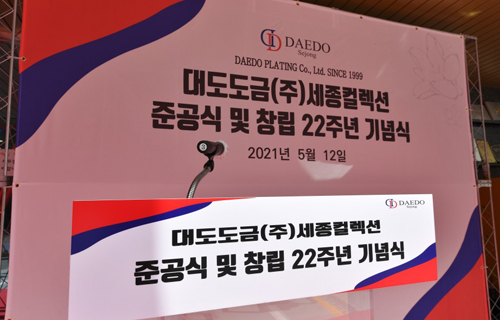 DAEDO
Sejong
DAEDO PLATING Co., Ltd. SINCE 1999
대도도금(주)세종컬렉션
준공식 및 창립 22주년 기념식
2021년 5월 12일
DAEDO
Sejong
대도도금(주)세종컬렉션
준공식 및 창립 22주년 기념식